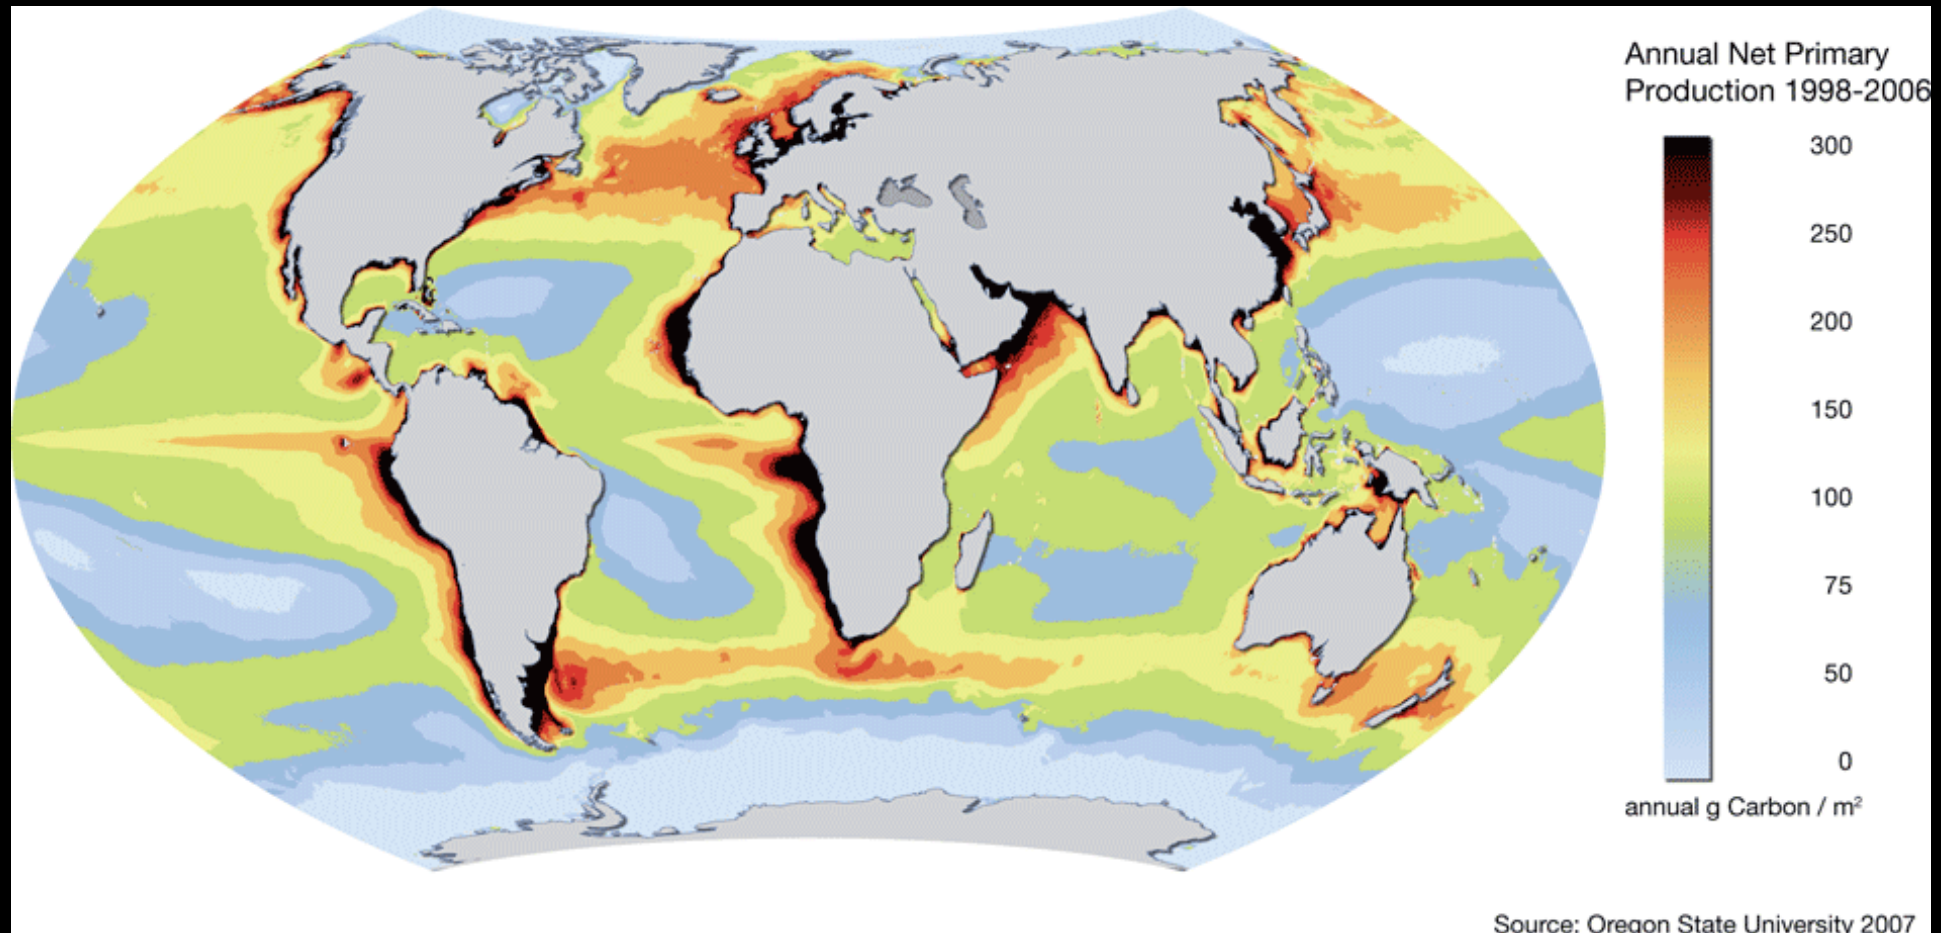 Annual Net Primary
Production 1998-2006
300
250
200
150
100
75
50
0
annual g Carbon / m²
Source: Oregon State University 2007